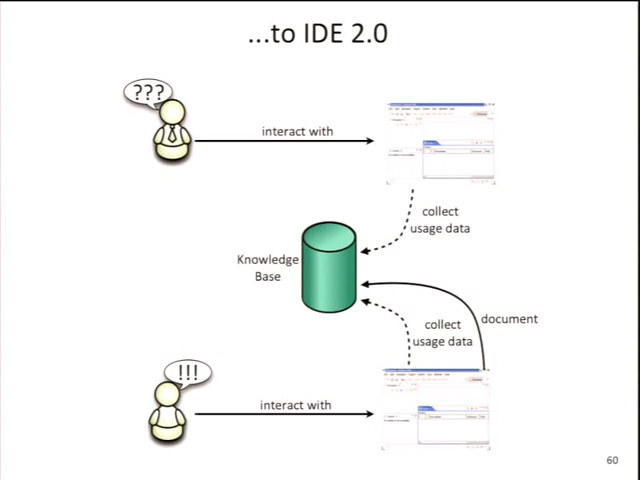 ...to IDE 2.0
???
interact with
collect
usage data
Knowledge
Base
document
collect
usage data
!!!
interact with
60